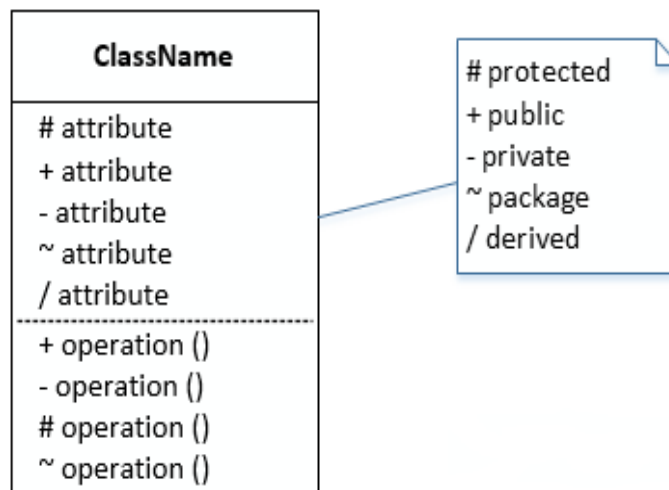 ClassName
# attribute
+ attribute
- attribute
~ attribute
/ attribute
+ operation ()
- operation ()
# operation ()
~ operation ()
# protected
+ public
- private
~ package
/ derived